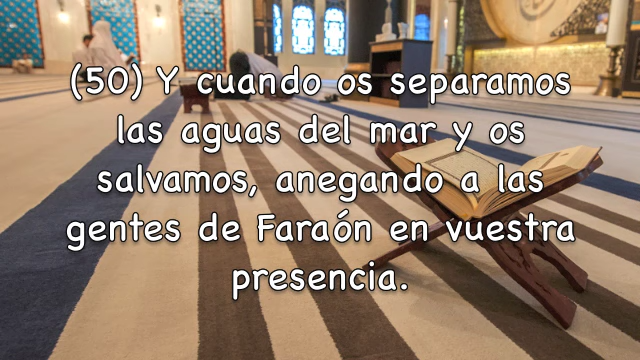 (50) Y cuando os separamos
las aguas del mar y os
salvamos, anegando a las
gentes de Faraón en vuestra
presencia.